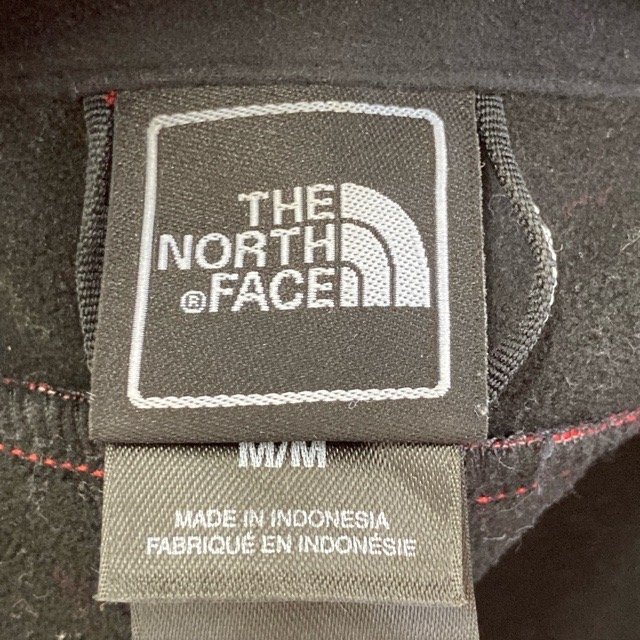 THE
NORTH
®FACE
M/M
MADE IN INDONESIA
FABRIQUÉ EN INDONÉSIE